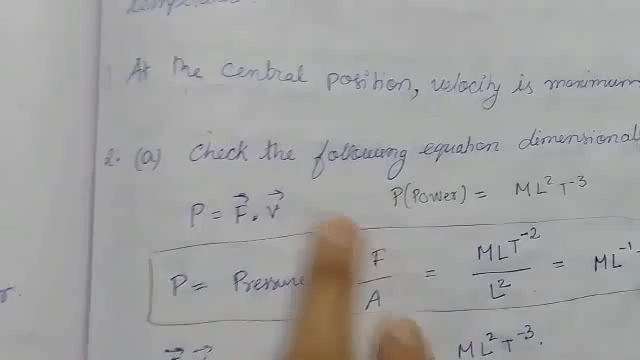 At the central position, velocity is maximum
2. (a) Check the following equation dimensional
P = F⃗ . v⃗ P(Power) = ML²T⁻³
P = Pressure F/A = MLT⁻²/L² = ML⁻¹
ML²T⁻³.